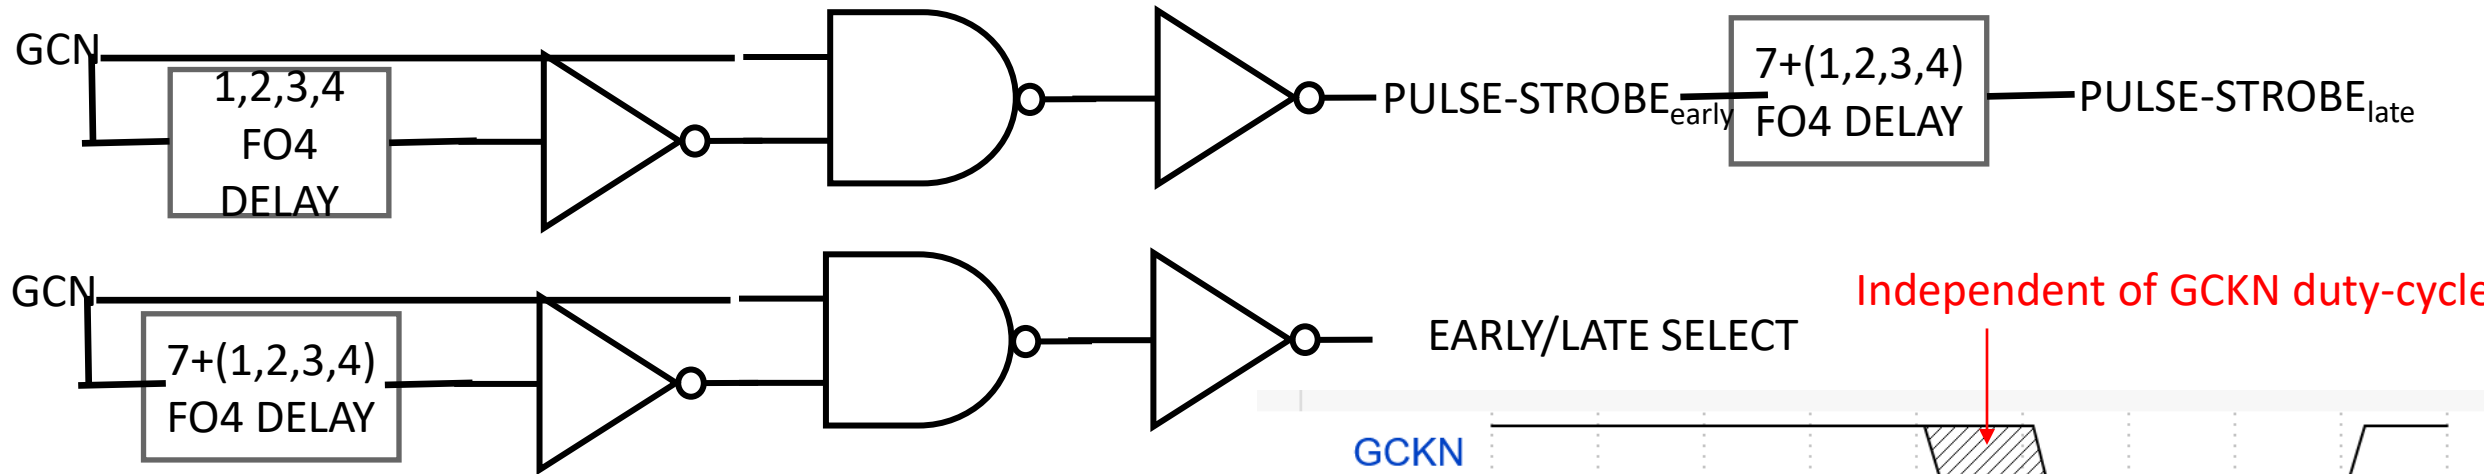 GCN
1,2,3,4
FO4
DELAY
PULSE-STROBEearly
7+(1,2,3,4)
FO4 DELAY
PULSE-STROBElate
GCN
7+(1,2,3,4)
FO4 DELAY
EARLY/LATE SELECT
Independent of GCKN duty-cycle
GCKN